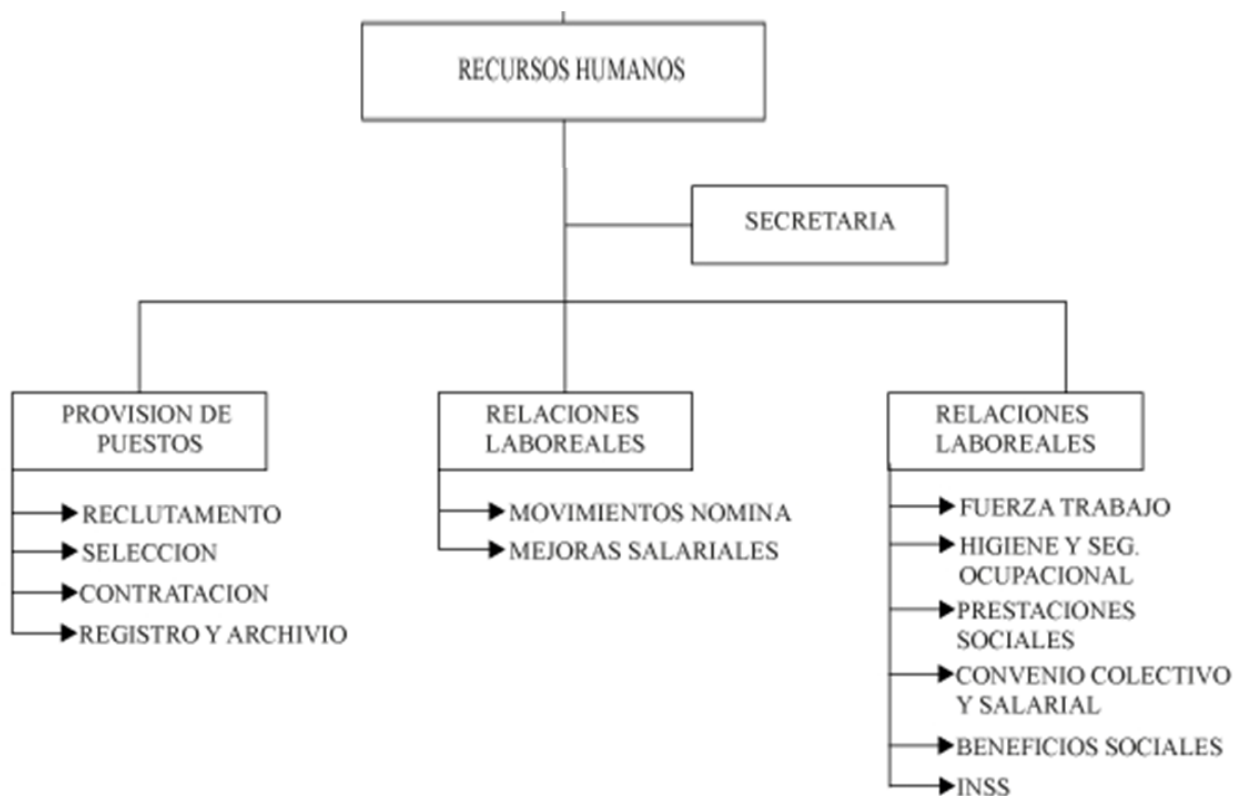 RECURSOS HUMANOS
SECRETARIA
PROVISION DE
PUESTOS
RECLUTAMENTO
SELECCION
CONTRATACION
REGISTRO Y ARCHIVIO
RELACIONES
LABOREALES
MOVIMIENTOS NOMINA
MEJORAS SALARIALES
RELACIONES
LABOREALES
FUERZA TRABAJO
HIGIENE Y SEG.
OCUPACIONAL
PRESTACIONES
SOCIALES
CONVENIO COLECTIVO
Y SALARIAL
BENEFICIOS SOCIALES
INSS